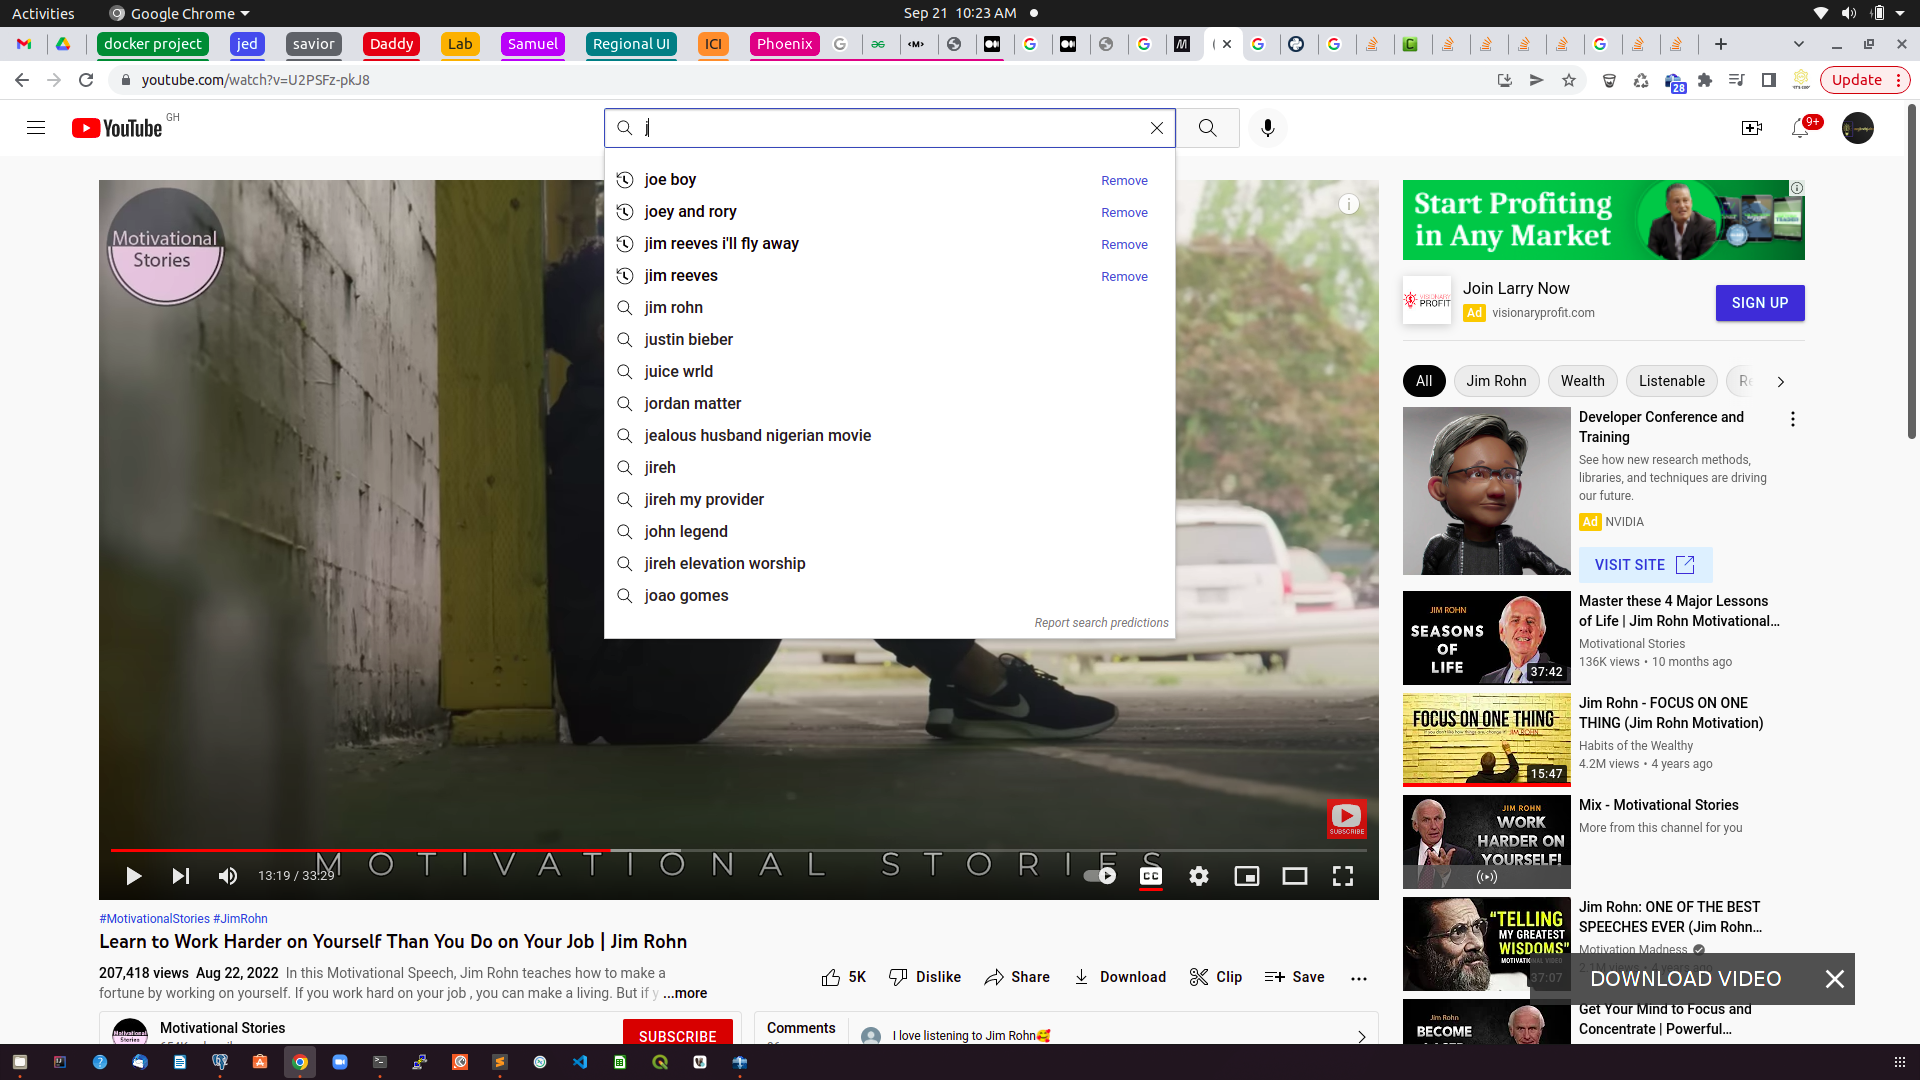 Activities
Google Chrome
Sep 21 10:23 AM
docker project
jed
savior
Daddy
Lab
Samuel
Regional UI
ICI
Phoenix
youtube.com/watch?v=U2PSFz-pkJ8
28
Update
YouTube
GH
j
9+
joe boy
Remove
joey and rory
Remove
jim reeves i'll fly away
Remove
jim reeves
Remove
jim rohn
justin bieber
juice wrld
jordan matter
jealous husband nigerian movie
jireh
jireh my provider
john legend
jireh elevation worship
joao gomes
Report search predictions
Motivational
Stories
MOTIVATIONAL STORIES
SUBSCRIBE
13:19 / 33:29
CC
#MotivationalStories #JimRohn
Learn to Work Harder on Yourself Than You Do on Your Job | Jim Rohn
207,418 views Aug 22, 2022 In this Motivational Speech, Jim Rohn teaches how to make a
fortune by working on yourself. If you work hard on your job , you can make a living. But if y ...more
5K
Dislike
Share
Download
Clip
Save
Motivational Stories
SUBSCRIBE
Comments
I love listening to Jim Rohn🥰
Start Profiting
in Any Market
VISIONARY
PROFIT
Join Larry Now
Ad visionaryprofit.com
SIGN UP
All
Jim Rohn
Wealth
Listenable
Re
Developer Conference and
Training
See how new research methods,
libraries, and techniques are driving
our future.
Ad NVIDIA
VISIT SITE
JIM ROHN
SEASONS
OF
LIFE
37:42
Master these 4 Major Lessons
of Life | Jim Rohn Motivational...
Motivational Stories
136K views • 10 months ago
FOCUS ON ONE THING
15:47
Jim Rohn - FOCUS ON ONE
THING (Jim Rohn Motivation)
Habits of the Wealthy
4.2M views • 4 years ago
JIM ROHN
WORK
HARDER ON
YOURSELF!
Mix - Motivational Stories
More from this channel for you
"TELLING
MY GREATEST
WISDOMS"
37:07
Jim Rohn: ONE OF THE BEST
SPEECHES EVER (Jim Rohn...
Motivation Madness
DOWNLOAD VIDEO
Jim Rohn
BECOME
Get Your Mind to Focus and
Concentrate | Powerful...